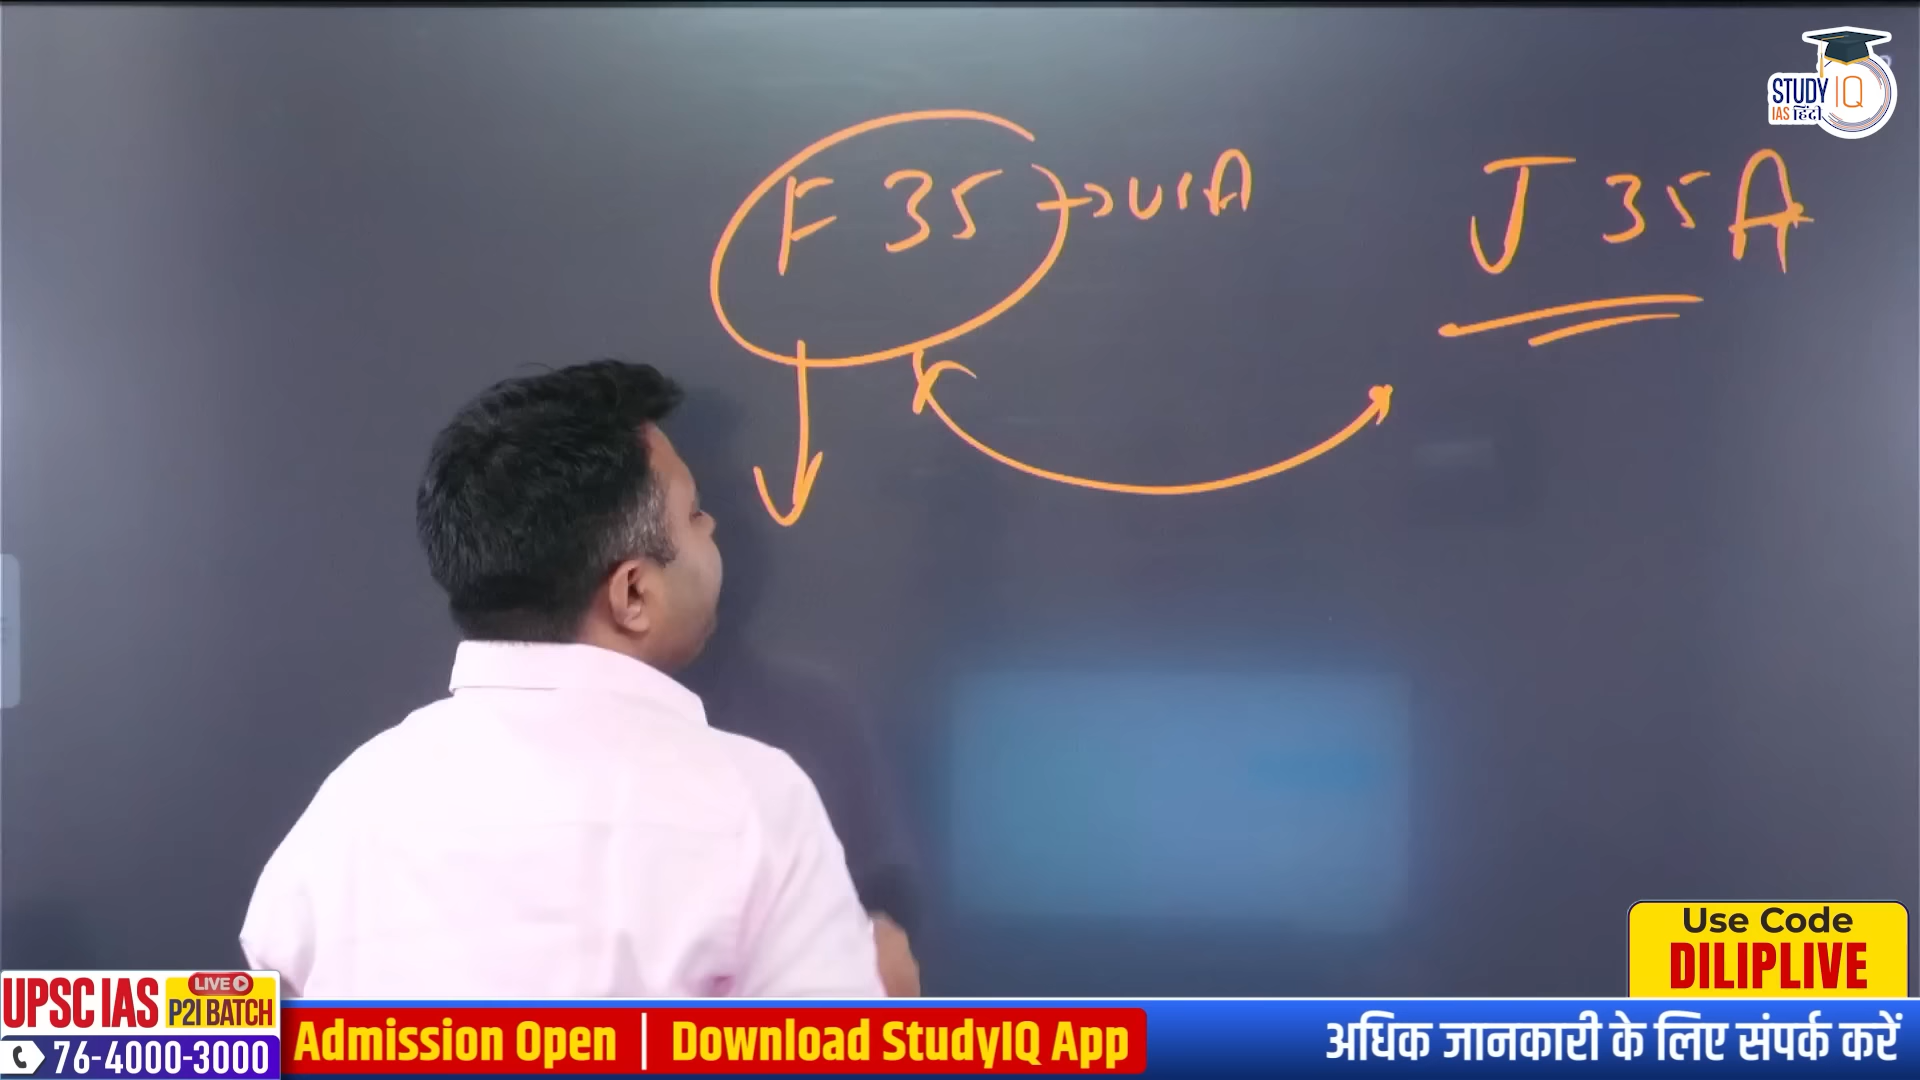 STUDY IQ
IAS हिंदी
F 35 → USA
J 35 A
Use Code
DILIPLIVE
UPSC IAS LIVE P2I BATCH
76-4000-3000
Admission Open | Download StudyIQ App
अधिक जानकारी के लिए संपर्क करें